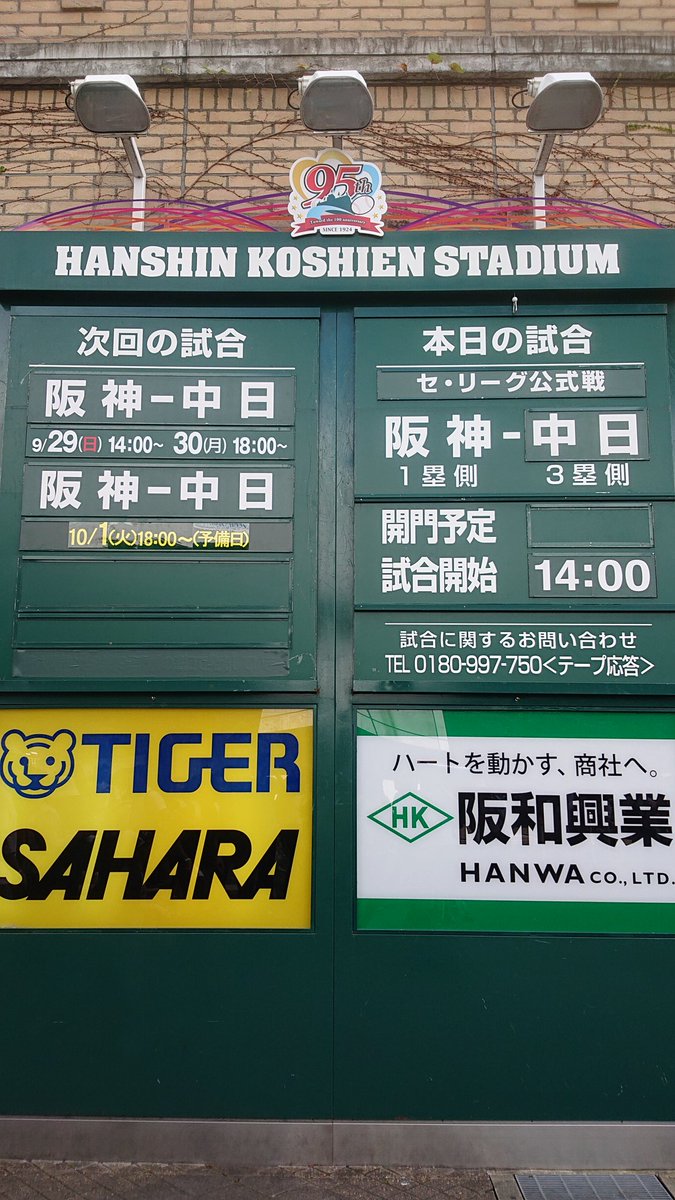 95th
Toward the 100 anniversary
SINCE 1924
HANSHIN KOSHIEN STADIUM
次回の試合
阪神－中日
9/29(日)14:00～ 30(月)18:00～
阪神－中日
10/1(火)18:00～(予備日)
本日の試合
セ・リーグ公式戦
阪神－中日
1塁側 3塁側
開門予定
試合開始 14:00
試合に関するお問い合わせ
TEL 0180-997-750<テープ応答>
TIGER
SAHARA
ハートを動かす、商社へ。
HK 阪和興業
HANWA CO., LTD.